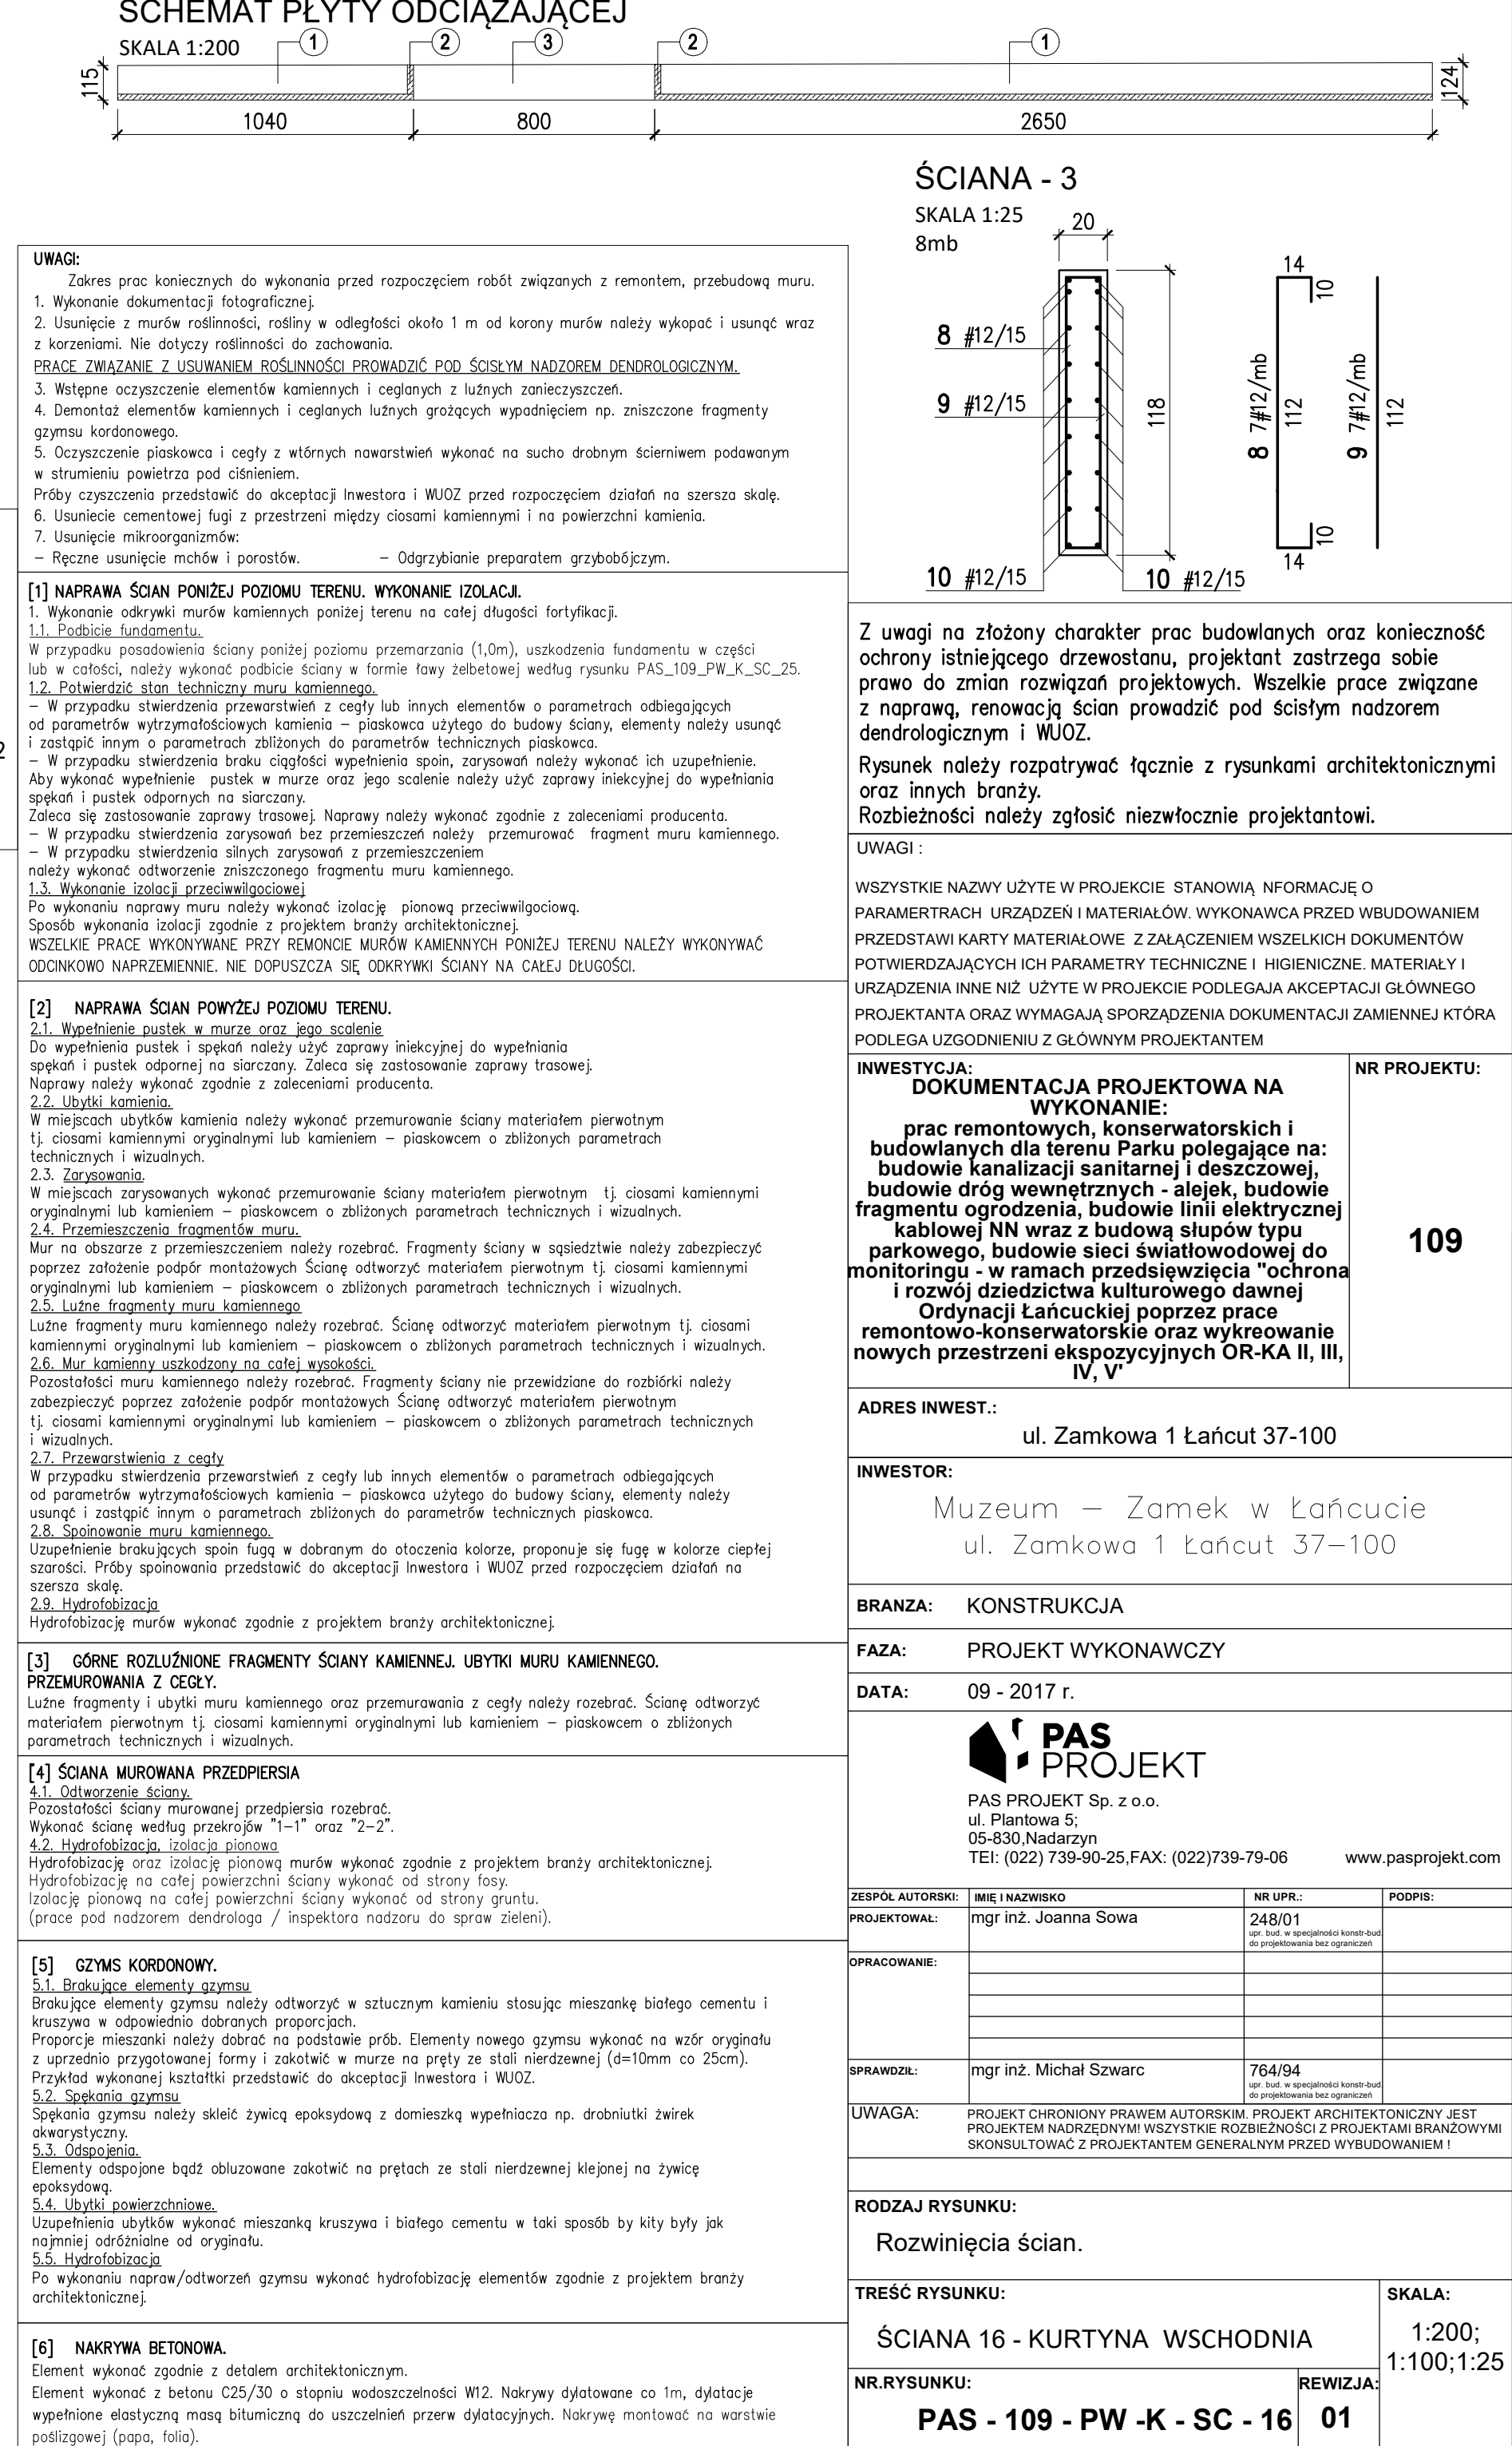 SCHEMAT PŁYTY ODCIĄŻAJĄCEJ
SKALA 1:200
1
2
3
2
1
115
124
1040
800
2650
ŚCIANA - 3
SKALA 1:25
8mb
20
8 #12/15
9 #12/15
118
10 #12/15
10 #12/15
14
10
8 7#12/mb
112
9 7#12/mb
112
10
14
2
UWAGI:
Zakres prac koniecznych do wykonania przed rozpoczęciem robót związanych z remontem, przebudową muru.
1. Wykonanie dokumentacji fotograficznej.
2. Usunięcie z murów roślinności, rośliny w odległości około 1 m od korony murów należy wykopać i usunąć wraz
z korzeniami. Nie dotyczy roślinności do zachowania.
PRACE ZWIĄZANIE Z USUWANIEM ROŚLINNOŚCI PROWADZIĆ POD ŚCISŁYM NADZOREM DENDROLOGICZNYM.
3. Wstępne oczyszczenie elementów kamiennych i ceglanych z luźnych zanieczyszczeń.
4. Demontaż elementów kamiennych i ceglanych luźnych grożących wypadnięciem np. zniszczone fragmenty
gzymsu kordonowego.
5. Oczyszczenie piaskowca i cegły z wtórnych nawarstwień wykonać na sucho drobnym ścierniwem podawanym
w strumieniu powietrza pod ciśnieniem.
Próby czyszczenia przedstawić do akceptacji Inwestora i WUOZ przed rozpoczęciem działań na szersza skalę.
6. Usuniecie cementowej fugi z przestrzeni między ciosami kamiennymi i na powierzchni kamienia.
7. Usunięcie mikroorganizmów:
– Ręczne usunięcie mchów i porostów. – Odgrzybianie preparatem grzybobójczym.
[1] NAPRAWA ŚCIAN PONIŻEJ POZIOMU TERENU. WYKONANIE IZOLACJI.
1. Wykonanie odkrywki murów kamiennych poniżej terenu na całej długości fortyfikacji.
1.1. Podbicie fundamentu.
W przypadku posadowienia ściany poniżej poziomu przemarzania (1,0m), uszkodzenia fundamentu w części
lub w całości, należy wykonać podbicie ściany w formie ławy żelbetowej według rysunku PAS_109_PW_K_SC_25.
1.2. Potwierdzić stan techniczny muru kamiennego.
– W przypadku stwierdzenia przewarstwień z cegły lub innych elementów o parametrach odbiegających
od parametrów wytrzymałościowych kamienia – piaskowca użytego do budowy ściany, elementy należy usunąć
i zastąpić innym o parametrach zbliżonych do parametrów technicznych piaskowca.
– W przypadku stwierdzenia braku ciągłości wypełnienia spoin, zarysowań należy wykonać ich uzupełnienie.
Aby wykonać wypełnienie pustek w murze oraz jego scalenie należy użyć zaprawy iniekcyjnej do wypełniania
spękań i pustek odpornych na siarczany.
Zaleca się zastosowanie zaprawy trasowej. Naprawy należy wykonać zgodnie z zaleceniami producenta.
– W przypadku stwierdzenia zarysowań bez przemieszczeń należy przemurować fragment muru kamiennego.
– W przypadku stwierdzenia silnych zarysowań z przemieszczeniem
należy wykonać odtworzenie zniszczonego fragmentu muru kamiennego.
1.3. Wykonanie izolacji przeciwwilgociowej
Po wykonaniu naprawy muru należy wykonać izolację pionową przeciwwilgociową.
Sposób wykonania izolacji zgodnie z projektem branży architektonicznej.
WSZELKIE PRACE WYKONYWANE PRZY REMONCIE MURÓW KAMIENNYCH PONIŻEJ TERENU NALEŻY WYKONYWAĆ
ODCINKOWO NAPRZEMIENNIE. NIE DOPUSZCZA SIĘ ODKRYWKI ŚCIANY NA CAŁEJ DŁUGOŚCI.
[2] NAPRAWA ŚCIAN POWYŻEJ POZIOMU TERENU.
2.1. Wypełnienie pustek w murze oraz jego scalenie
Do wypełnienia pustek i spękań należy użyć zaprawy iniekcyjnej do wypełniania
spękań i pustek odpornej na siarczany. Zaleca się zastosowanie zaprawy trasowej.
Naprawy należy wykonać zgodnie z zaleceniami producenta.
2.2. Ubytki kamienia.
W miejscach ubytków kamienia należy wykonać przemurowanie ściany materiałem pierwotnym
tj. ciosami kamiennymi oryginalnymi lub kamieniem – piaskowcem o zbliżonych parametrach
technicznych i wizualnych.
2.3. Zarysowania.
W miejscach zarysowanych wykonać przemurowanie ściany materiałem pierwotnym tj. ciosami kamiennymi
oryginalnymi lub kamieniem – piaskowcem o zbliżonych parametrach technicznych i wizualnych.
2.4. Przemieszczenia fragmentów muru.
Mur na obszarze z przemieszczeniem należy rozebrać. Fragmenty ściany w sąsiedztwie należy zabezpieczyć
poprzez założenie podpór montażowych Ścianę odtworzyć materiałem pierwotnym tj. ciosami kamiennymi
oryginalnymi lub kamieniem – piaskowcem o zbliżonych parametrach technicznych i wizualnych.
2.5. Luźne fragmenty muru kamiennego
Luźne fragmenty muru kamiennego należy rozebrać. Ścianę odtworzyć materiałem pierwotnym tj. ciosami
kamiennymi oryginalnymi lub kamieniem – piaskowcem o zbliżonych parametrach technicznych i wizualnych.
2.6. Mur kamienny uszkodzony na całej wysokości.
Pozostałości muru kamiennego należy rozebrać. Fragmenty ściany nie przewidziane do rozbiórki należy
zabezpieczyć poprzez założenie podpór montażowych Ścianę odtworzyć materiałem pierwotnym
tj. ciosami kamiennymi oryginalnymi lub kamieniem – piaskowcem o zbliżonych parametrach technicznych
i wizualnych.
2.7. Przewarstwienia z cegły
W przypadku stwierdzenia przewarstwień z cegły lub innych elementów o parametrach odbiegających
od parametrów wytrzymałościowych kamienia – piaskowca użytego do budowy ściany, elementy należy
usunąć i zastąpić innym o parametrach zbliżonych do parametrów technicznych piaskowca.
2.8. Spoinowanie muru kamiennego.
Uzupełnienie brakujących spoin fugą w dobranym do otoczenia kolorze, proponuje się fugę w kolorze ciepłej
szarości. Próby spoinowania przedstawić do akceptacji Inwestora i WUOZ przed rozpoczęciem działań na
szersza skalę.
2.9. Hydrofobizacja
Hydrofobizację murów wykonać zgodnie z projektem branży architektonicznej.
[3] GÓRNE ROZLUŹNIONE FRAGMENTY ŚCIANY KAMIENNEJ. UBYTKI MURU KAMIENNEGO.
PRZEMUROWANIA Z CEGŁY.
Luźne fragmenty i ubytki muru kamiennego oraz przemurawania z cegły należy rozebrać. Ścianę odtworzyć
materiałem pierwotnym tj. ciosami kamiennymi oryginalnymi lub kamieniem – piaskowcem o zbliżonych
parametrach technicznych i wizualnych.
[4] ŚCIANA MUROWANA PRZEDPIERSIA
4.1. Odtworzenie ściany.
Pozostałości ściany murowanej przedpiersia rozebrać.
Wykonać ścianę według przekrojów "1–1" oraz "2–2".
4.2. Hydrofobizacja, izolacja pionowa
Hydrofobizację oraz izolację pionową murów wykonać zgodnie z projektem branży architektonicznej.
Hydrofobizację na całej powierzchni ściany wykonać od strony fosy.
Izolację pionową na całej powierzchni ściany wykonać od strony gruntu.
(prace pod nadzorem dendrologa / inspektora nadzoru do spraw zieleni).
[5] GZYMS KORDONOWY.
5.1. Brakujące elementy gzymsu
Brakujące elementy gzymsu należy odtworzyć w sztucznym kamieniu stosując mieszankę białego cementu i
kruszywa w odpowiednio dobranych proporcjach.
Proporcje mieszanki należy dobrać na podstawie prób. Elementy nowego gzymsu wykonać na wzór oryginału
z uprzednio przygotowanej formy i zakotwić w murze na pręty ze stali nierdzewnej (d=10mm co 25cm).
Przykład wykonanej kształtki przedstawić do akceptacji Inwestora i WUOZ.
5.2. Spękania gzymsu
Spękania gzymsu należy skleić żywicą epoksydową z domieszką wypełniacza np. drobniutki żwirek
akwarystyczny.
5.3. Odspojenia.
Elementy odspojone bądź obluzowane zakotwić na prętach ze stali nierdzewnej klejonej na żywicę
epoksydową.
5.4. Ubytki powierzchniowe.
Uzupełnienia ubytków wykonać mieszanką kruszywa i białego cementu w taki sposób by kity były jak
najmniej odróżnialne od oryginału.
5.5. Hydrofobizacja
Po wykonaniu napraw/odtworzeń gzymsu wykonać hydrofobizację elementów zgodnie z projektem branży
architektonicznej.
[6] NAKRYWA BETONOWA.
Element wykonać zgodnie z detalem architektonicznym.
Element wykonać z betonu C25/30 o stopniu wodoszczelności W12. Nakrywy dylatowane co 1m, dylatacje
wypełnione elastyczną masą bitumiczną do uszczelnień przerw dylatacyjnych. Nakrywę montować na warstwie
poślizgowej (papa, folia).
Z uwagi na złożony charakter prac budowlanych oraz konieczność
ochrony istniejącego drzewostanu, projektant zastrzega sobie
prawo do zmian rozwiązań projektowych. Wszelkie prace związane
z naprawą, renowacją ścian prowadzić pod ścisłym nadzorem
dendrologicznym i WUOZ.
Rysunek należy rozpatrywać łącznie z rysunkami architektonicznymi
oraz innych branży.
Rozbieżności należy zgłosić niezwłocznie projektantowi.
UWAGI :
WSZYSTKIE NAZWY UŻYTE W PROJEKCIE STANOWIĄ NFORMACJĘ O
PARAMERTRACH URZĄDZEŃ I MATERIAŁÓW. WYKONAWCA PRZED WBUDOWANIEM
PRZEDSTAWI KARTY MATERIAŁOWE Z ZAŁĄCZENIEM WSZELKICH DOKUMENTÓW
POTWIERDZAJĄCYCH ICH PARAMETRY TECHNICZNE I HIGIENICZNE. MATERIAŁY I
URZĄDZENIA INNE NIŻ UŻYTE W PROJEKCIE PODLEGAJA AKCEPTACJI GŁÓWNEGO
PROJEKTANTA ORAZ WYMAGAJĄ SPORZĄDZENIA DOKUMENTACJI ZAMIENNEJ KTÓRA
PODLEGA UZGODNIENIU Z GŁÓWNYM PROJEKTANTEM
INWESTYCJA:
DOKUMENTACJA PROJEKTOWA NA
WYKONANIE:
prac remontowych, konserwatorskich i
budowlanych dla terenu Parku polegające na:
budowie kanalizacji sanitarnej i deszczowej,
budowie dróg wewnętrznych - alejek, budowie
fragmentu ogrodzenia, budowie linii elektrycznej
kablowej NN wraz z budową słupów typu
parkowego, budowie sieci światłowodowej do
monitoringu - w ramach przedsięwzięcia "ochrona
i rozwój dziedzictwa kulturowego dawnej
Ordynacji Łańcuckiej poprzez prace
remontowo-konserwatorskie oraz wykreowanie
nowych przestrzeni ekspozycyjnych OR-KA II, III,
IV, V'
NR PROJEKTU:
109
ADRES INWEST.:
ul. Zamkowa 1 Łańcut 37-100
INWESTOR:
Muzeum – Zamek w Łańcucie
ul. Zamkowa 1 Łańcut 37–100
BRANZA: KONSTRUKCJA
FAZA: PROJEKT WYKONAWCZY
DATA: 09 - 2017 r.
PAS
PROJEKT
PAS PROJEKT Sp. z o.o.
ul. Plantowa 5;
05-830,Nadarzyn
TEl: (022) 739-90-25,FAX: (022)739-79-06 www.pasprojekt.com
ZESPÓŁ AUTORSKI: IMIĘ I NAZWISKO NR UPR.: PODPIS:
PROJEKTOWAŁ: mgr inż. Joanna Sowa 248/01
upr. bud. w specjalności konstr-bud
do projektowania bez ograniczeń
OPRACOWANIE:
SPRAWDZIŁ: mgr inż. Michał Szwarc 764/94
upr. bud. w specjalności konstr-bud
do projektowania bez ograniczeń
UWAGA: PROJEKT CHRONIONY PRAWEM AUTORSKIM. PROJEKT ARCHITEKTONICZNY JEST
PROJEKTEM NADRZĘDNYM! WSZYSTKIE ROZBIEŻNOŚCI Z PROJEKTAMI BRANŻOWYMI
SKONSULTOWAĆ Z PROJEKTANTEM GENERALNYM PRZED WYBUDOWANIEM !
RODZAJ RYSUNKU:
Rozwinięcia ścian.
TREŚĆ RYSUNKU:
ŚCIANA 16 - KURTYNA WSCHODNIA
SKALA:
1:200;
1:100;1:25
NR.RYSUNKU:
PAS - 109 - PW -K - SC - 16
REWIZJA:
01